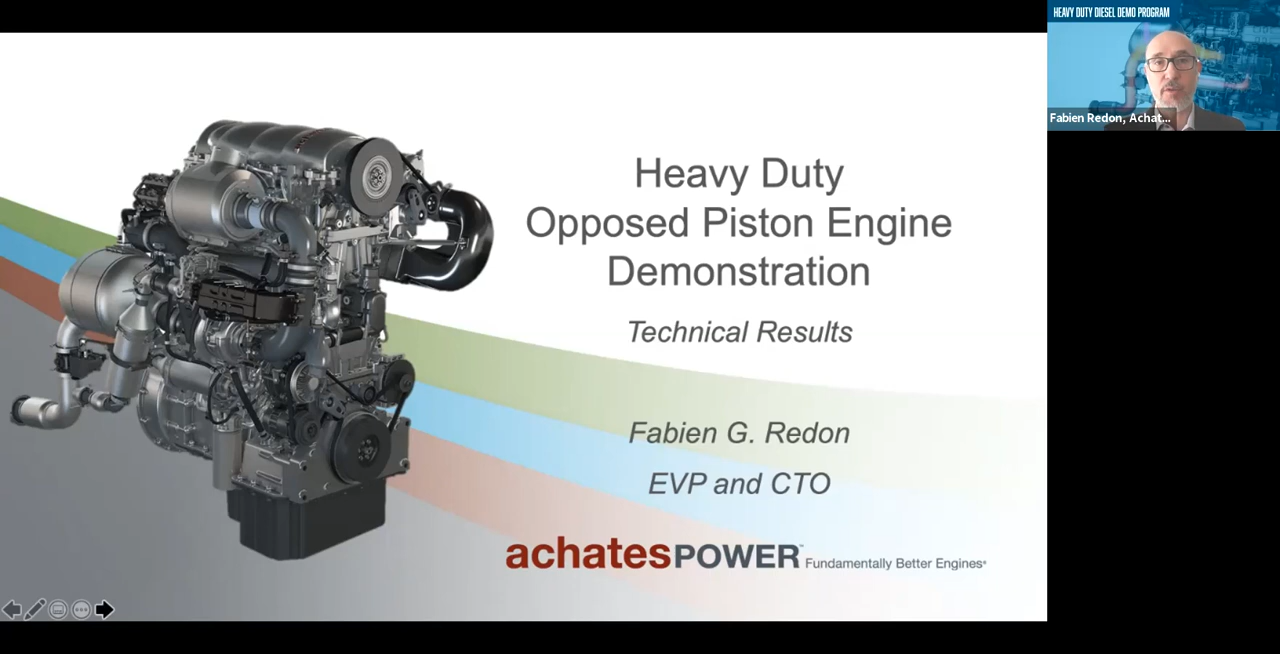 HEAVY DUTY DIESEL DEMO PROGRAM
Fabien Redon, Achat...
Heavy Duty
Opposed Piston Engine
Demonstration
Technical Results
Fabien G. Redon
EVP and CTO
achatesPOWER™ Fundamentally Better Engines®